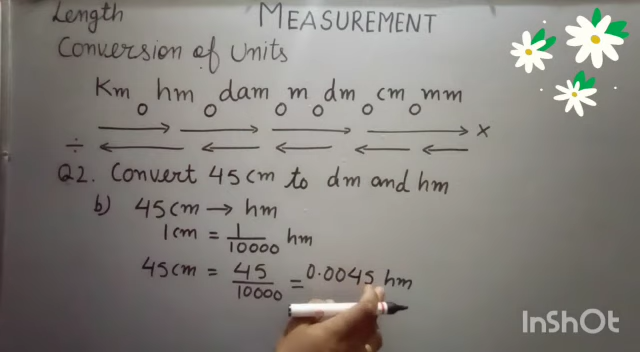 Length MEASUREMENT
Conversion of Units
Km o hm o dam o m o dm o cm o mm
÷ ×
Q2. Convert 45cm to dm and hm
b) 45cm → hm
1cm = 1/10000 hm
45cm = 45/10000 = 0.0045 hm
InShOt